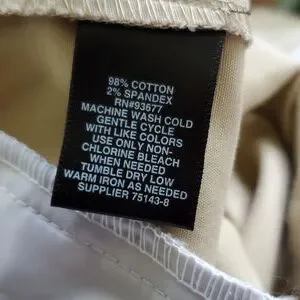 98% COTTON
2% SPANDEX
RN#93677
MACHINE WASH COLD
GENTLE CYCLE
WITH LIKE COLORS
USE ONLY NON-
CHLORINE BLEACH
WHEN NEEDED
TUMBLE DRY LOW
WARM IRON AS NEEDED
SUPPLIER 75143-8